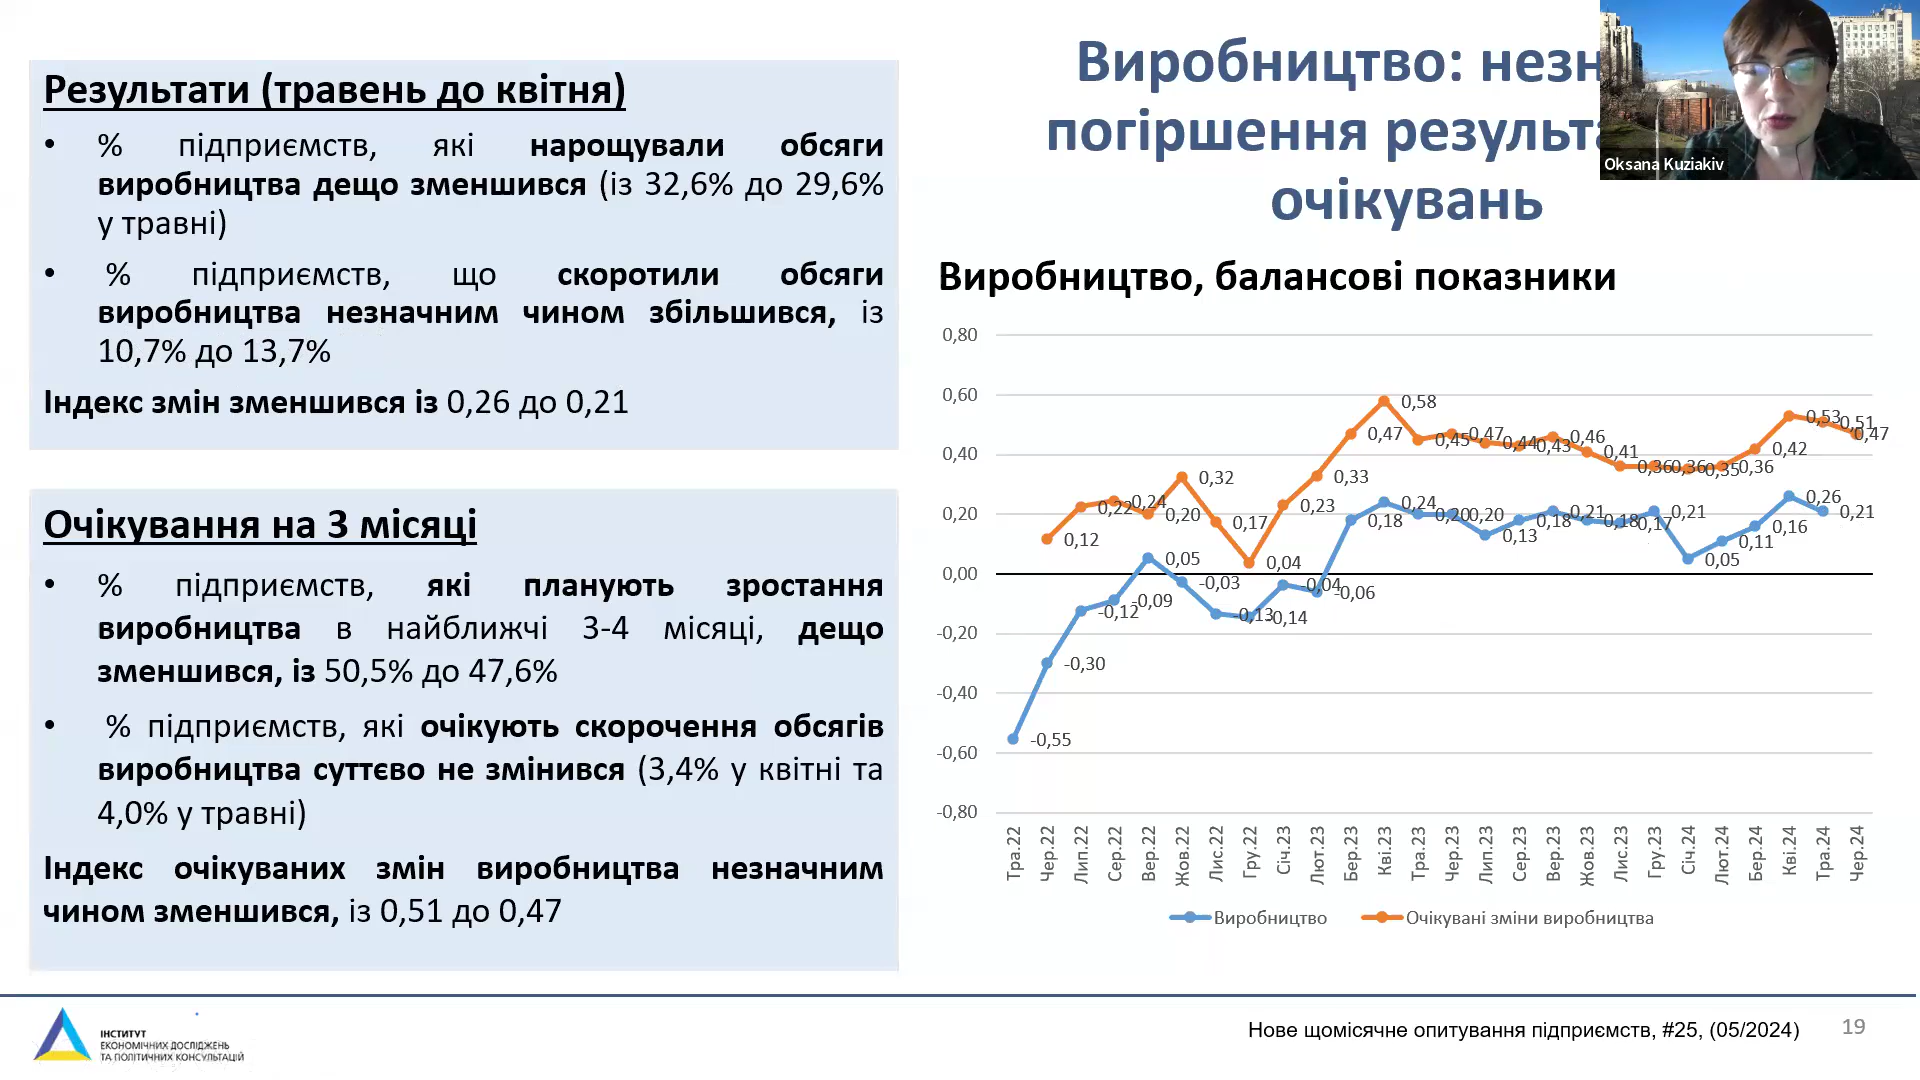 Результати (травень до квітня)
• % підприємств, які нарощували обсяги
виробництва дещо зменшився (із 32,6% до 29,6%
у травні)
• % підприємств, що скоротили обсяги
виробництва незначним чином збільшився, із
10,7% до 13,7%
Індекс змін зменшився із 0,26 до 0,21
Очікування на 3 місяці
• % підприємств, які планують зростання
виробництва в найближчі 3-4 місяці, дещо
зменшився, із 50,5% до 47,6%
• % підприємств, які очікують скорочення обсягів
виробництва суттєво не змінився (3,4% у квітні та
4,0% у травні)
Індекс очікуваних змін виробництва незначним
чином зменшився, із 0,51 до 0,47
Виробництво:
погіршення
очікувань
Oksana Kuziakiv
Виробництво, балансові показники
0,80
0,60
0,40
0,20
0,00
-0,20
-0,40
-0,60
-0,80
0,12 0,22 0,24 0,20 0,32 0,17 0,04 0,23 0,33 0,47 0,58 0,45 0,47 0,44 0,43 0,46 0,41 0,36 0,36 0,35 0,36 0,42 0,53 0,51 0,47
-0,55 -0,30 -0,12 -0,09 0,05 -0,03 -0,13 -0,14 -0,04 -0,06 0,18 0,24 0,20 0,20 0,13 0,18 0,21 0,18 0,17 0,21 0,05 0,11 0,16 0,26 0,21
Тра.22 Чер.22 Лип.22 Сер.22 Вер.22 Жов.22 Лис.22 Гру.22 Січ.23 Лют.23 Бер.23 Кві.23 Тра.23 Чер.23 Лип.23 Сер.23 Вер.23 Жов.23 Лис.23 Гру.23 Січ.24 Лют.24 Бер.24 Кві.24 Тра.24 Чер.24
Виробництво Очікувані зміни виробництва
ІНСТИТУТ
ЕКОНОМІЧНИХ ДОСЛІДЖЕНЬ
ТА ПОЛІТИЧНИХ КОНСУЛЬТАЦІЙ
Нове щомісячне опитування підприємств, #25, (05/2024)
19